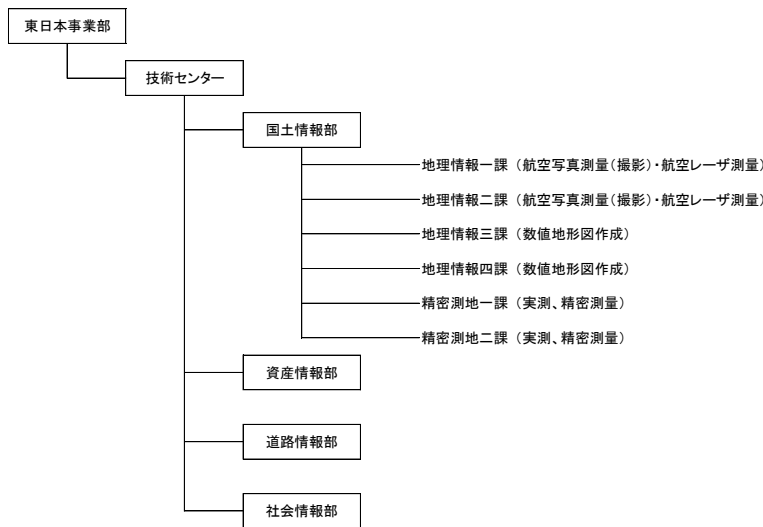 東日本事業部
技術センター
国土情報部
地理情報一課（航空写真測量（撮影）・航空レーザ測量）
地理情報二課（航空写真測量（撮影）・航空レーザ測量）
地理情報三課（数値地形図作成）
地理情報四課（数値地形図作成）
精密測地一課（実測、精密測量）
精密測地二課（実測、精密測量）
資産情報部
道路情報部
社会情報部